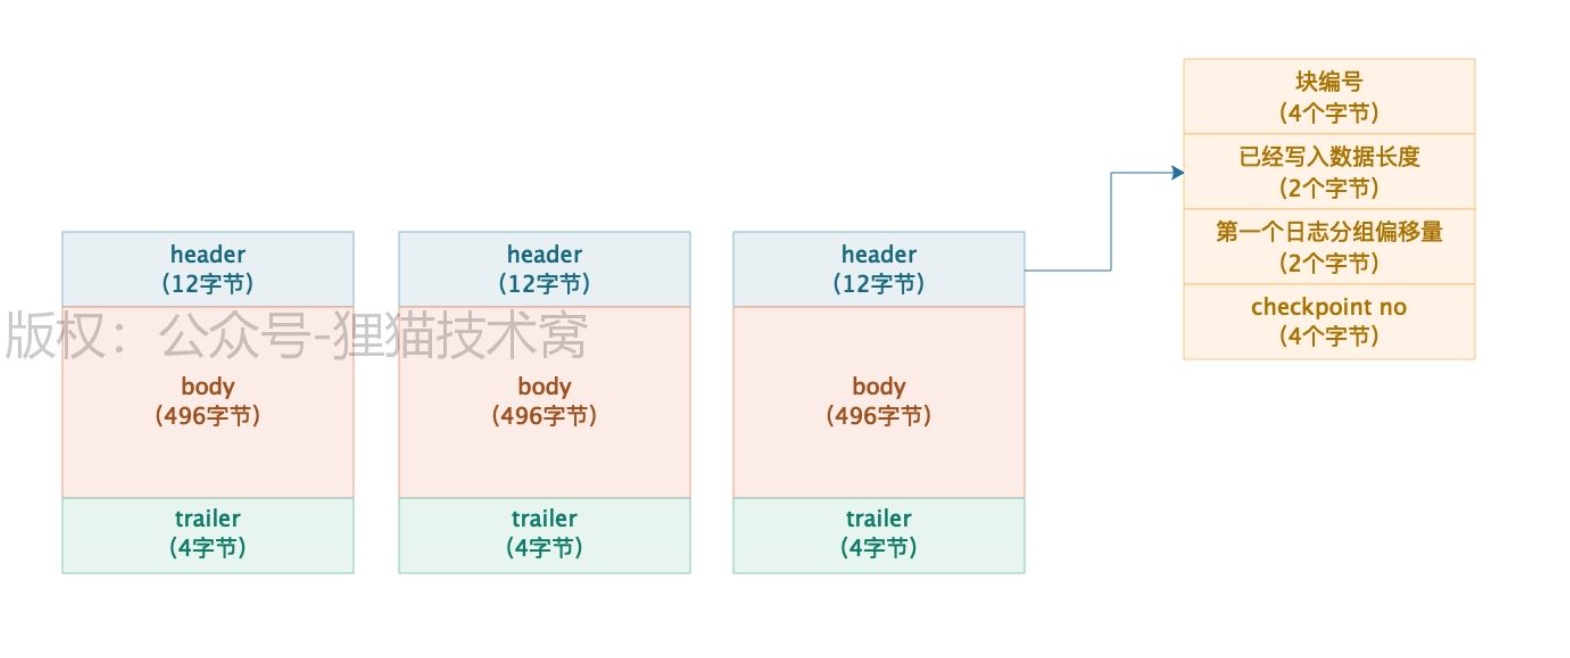 块编号
(4个字节)
已经写入数据长度
(2个字节)
第一个日志分组偏移量
(2个字节)
checkpoint no
(4个字节)
header
(12字节)
header
(12字节)
header
(12字节)
版权：公众号-狸猫技术窝
body
(496字节)
body
(496字节)
body
(496字节)
trailer
(4字节)
trailer
(4字节)
trailer
(4字节)